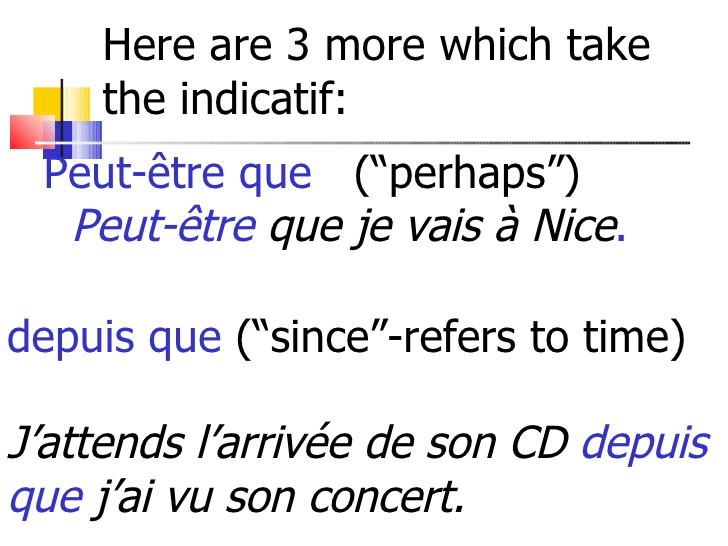 Here are 3 more which take
the indicatif:
Peut-être que (“perhaps”)
Peut-être que je vais à Nice.
depuis que (“since”-refers to time)
J’attends l’arrivée de son CD depuis
que j’ai vu son concert.